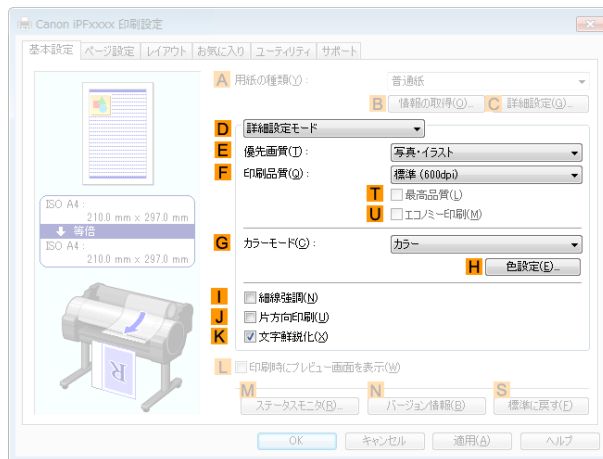 Canon iPFxxxx 印刷設定
基本設定 ページ設定 レイアウト お気に入り ユーティリティ サポート
A 用紙の種類(Y): 普通紙
B 情報の取得(O)... C 詳細設定(G)...
D 詳細設定モード
E 優先画質(T): 写真・イラスト
F 印刷品質(Q): 標準 (600dpi)
T 最高品質(L)
U エコノミー印刷(M)
ISO A4:
210.0 mm x 297.0 mm
等倍
ISO A4:
210.0 mm x 297.0 mm
G カラーモード(C): カラー
H 色設定(E)...
I 細線強調(N)
J 片方向印刷(U)
K 文字鮮鋭化(X)
L 印刷時にプレビュー画面を表示(W)
M N S
ステータスモニタ(R)... バージョン情報(B) 標準に戻す(F)
OK キャンセル 適用(A) ヘルプ
R